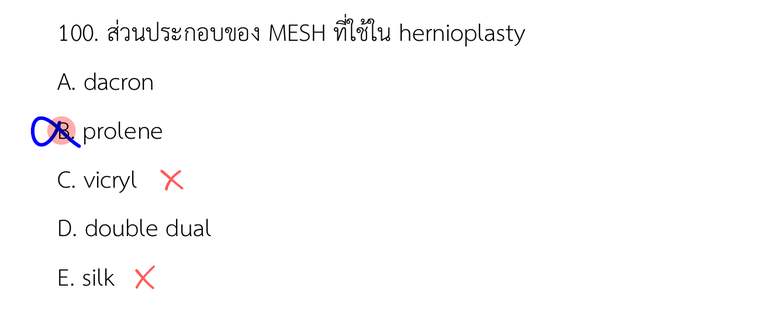 100. ส่วนประกอบของ MESH ที่ใช้ใน hernioplasty
A. dacron
B. prolene
C. vicryl
D. double dual
E. silk